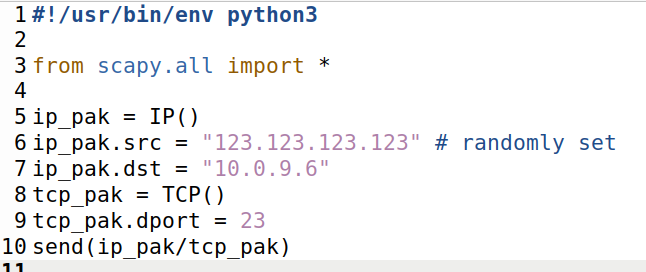 1 #!/usr/bin/env python3
2
3 from scapy.all import *
4
5 ip_pak = IP()
6 ip_pak.src = "123.123.123.123" # randomly set
7 ip_pak.dst = "10.0.9.6"
8 tcp_pak = TCP()
9 tcp_pak.dport = 23
10 send(ip_pak/tcp_pak)
11